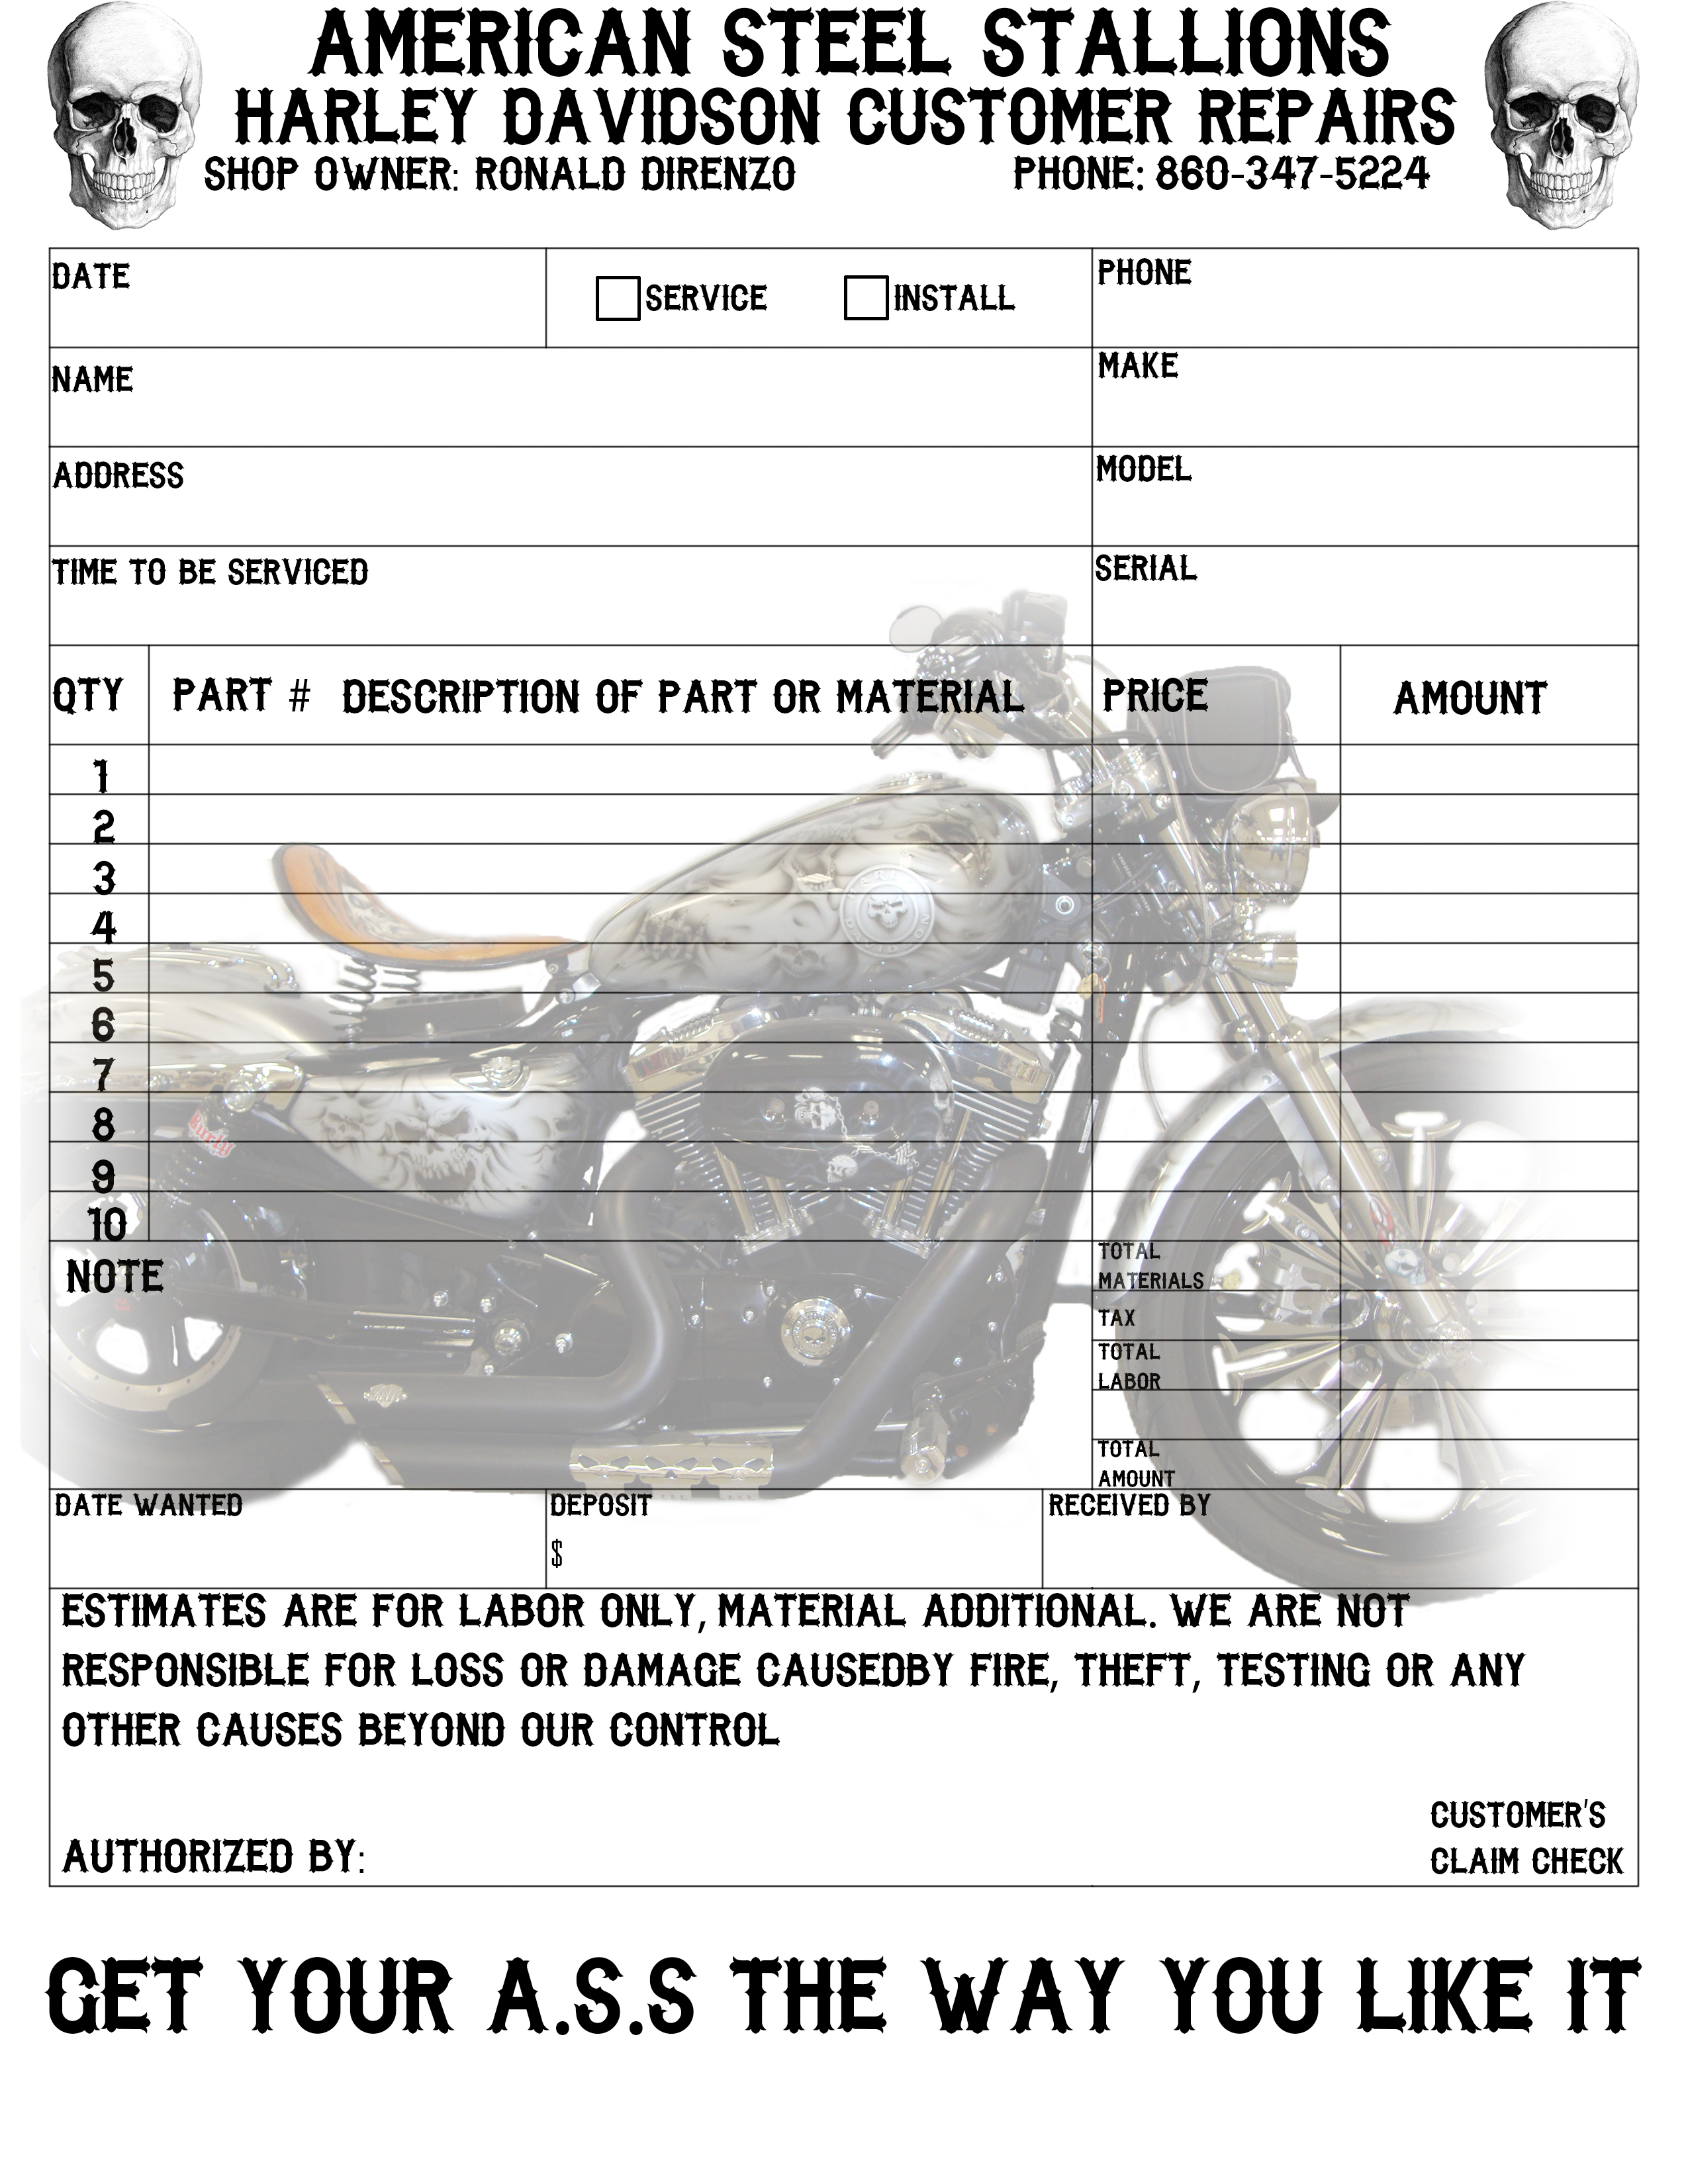 AMERICAN STEEL STALLIONS
HARLEY DAVIDSON CUSTOMER REPAIRS
SHOP OWNER: RONALD DIRENZO PHONE: 860-347-5224
DATE SERVICE INSTALL PHONE
NAME MAKE
ADDRESS MODEL
TIME TO BE SERVICED SERIAL
QTY PART # DESCRIPTION OF PART OR MATERIAL PRICE AMOUNT
1
2
3
4
5
6
7
8
9
10
NOTE
TOTAL
MATERIALS
TAX
TOTAL
LABOR
TOTAL
AMOUNT
DATE WANTED DEPOSIT RECEIVED BY
$
ESTIMATES ARE FOR LABOR ONLY, MATERIAL ADDITIONAL. WE ARE NOT
RESPONSIBLE FOR LOSS OR DAMAGE CAUSEDBY FIRE, THEFT, TESTING OR ANY
OTHER CAUSES BEYOND OUR CONTROL
CUSTOMER'S
AUTHORIZED BY: CLAIM CHECK
GET YOUR A.S.S THE WAY YOU LIKE IT